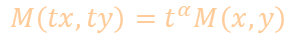 M(tx, ty) = t^α M(x, y)